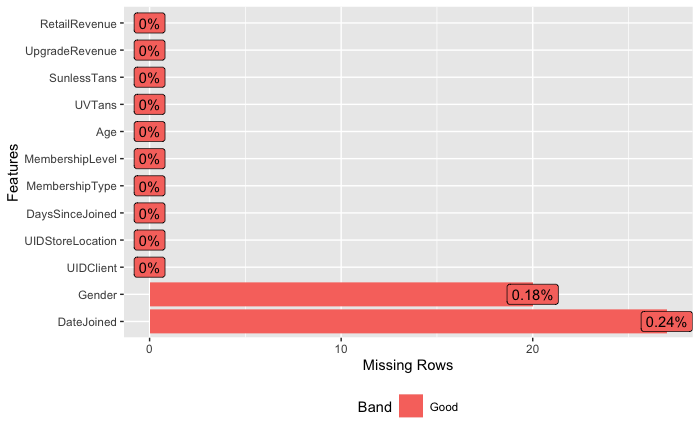 RetailRevenue 0%
UpgradeRevenue 0%
SunlessTans 0%
UVTans 0%
Age 0%
MembershipLevel 0%
MembershipType 0%
DaysSinceJoined 0%
UIDStoreLocation 0%
UIDClient 0%
Gender 0.18%
DateJoined 0.24%
Features
0 10 20
Missing Rows
Band Good